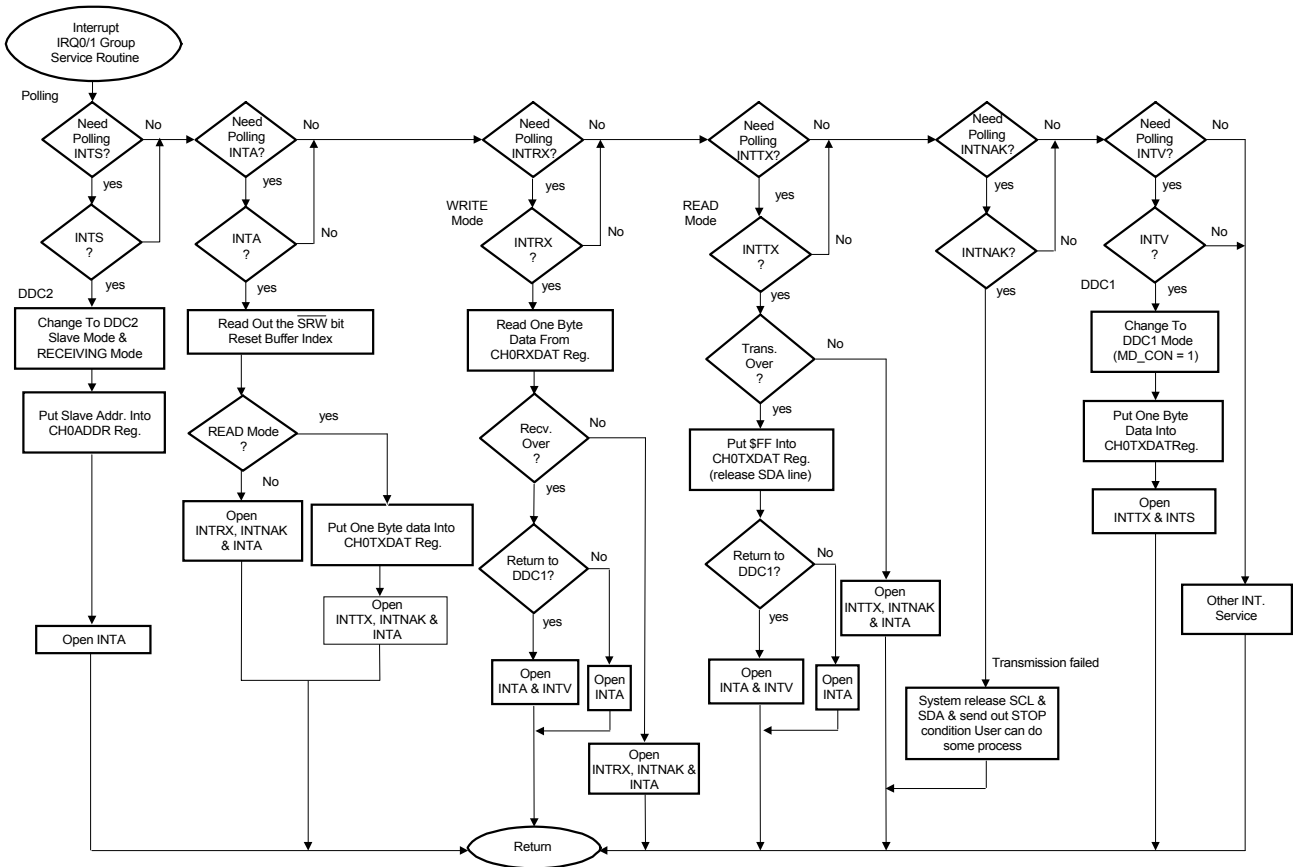 Interrupt
IRQ0/1 Group
Service Routine
Polling
Need
Polling
INTS?
No
yes
INTS
?
No
yes
DDC2
Change To DDC2
Slave Mode &
RECEIVING Mode
Put Slave Addr. Into
CH0ADDR Reg.
Open INTA
Need
Polling
INTA?
No
yes
INTA
?
No
yes
Read Out the SRW bit
Reset Buffer Index
READ Mode
?
yes
No
Open
INTRX, INTNAK
& INTA
Put One Byte data Into
CH0TXDAT Reg.
Open
INTTX, INTNAK &
INTA
Need
Polling
INTRX?
No
yes
WRITE
Mode
INTRX
?
No
yes
Read One Byte
Data From
CH0RXDAT Reg.
Recv.
Over
?
No
yes
Return to
DDC1?
No
yes
Open
INTA & INTV
Open
INTA
Open
INTRX, INTNAK &
INTA
Need
Polling
INTTX?
No
yes
READ
Mode
INTTX
?
No
yes
Trans.
Over
?
No
yes
Put $FF Into
CH0TXDAT Reg.
(release SDA line)
Return to
DDC1?
No
yes
Open
INTA & INTV
Open
INTA
Open
INTTX, INTNAK
& INTA
Need
Polling
INTNAK?
No
yes
INTNAK?
No
yes
Transmission failed
System release SCL &
SDA & send out STOP
condition User can do
some process
Need
Polling
INTV?
No
yes
INTV
?
No
yes
DDC1
Change To
DDC1 Mode
(MD_CON = 1)
Put One Byte
Data Into
CH0TXDATReg.
Open
INTTX & INTS
Other INT.
Service
Return